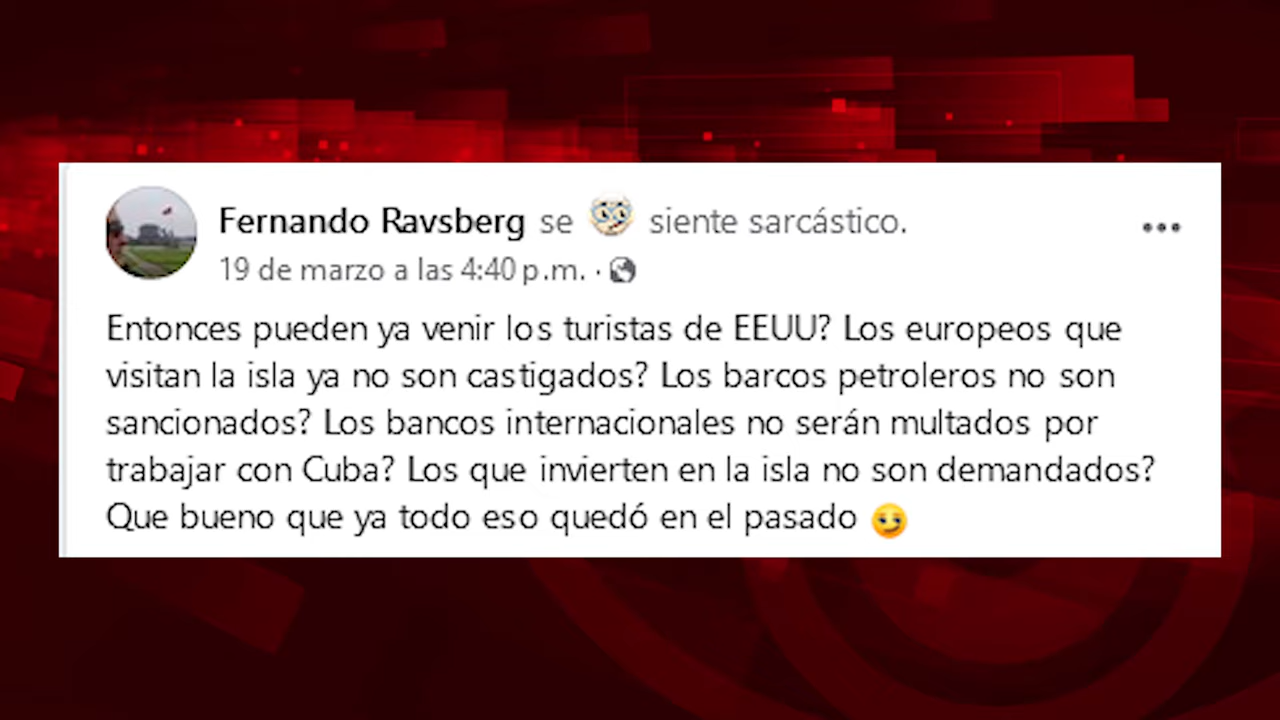 Fernando Ravsberg se siente sarcástico.
19 de marzo a las 4:40 p.m. ·
Entonces pueden ya venir los turistas de EEUU? Los europeos que
visitan la isla ya no son castigados? Los barcos petroleros no son
sancionados? Los bancos internacionales no serán multados por
trabajar con Cuba? Los que invierten en la isla no son demandados?
Que bueno que ya todo eso quedó en el pasado